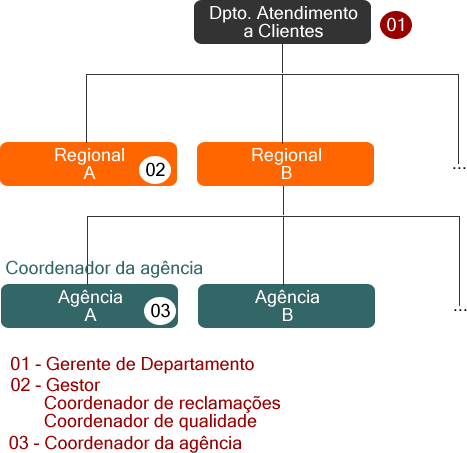 Dpto. Atendimento
a Clientes
01
Regional
A
02
Regional
B
...
Coordenador da agência
Agência
A
03
Agência
B
...
01 - Gerente de Departamento
02 - Gestor
Coordenador de reclamações
Coordenador de qualidade
03 - Coordenador da agência